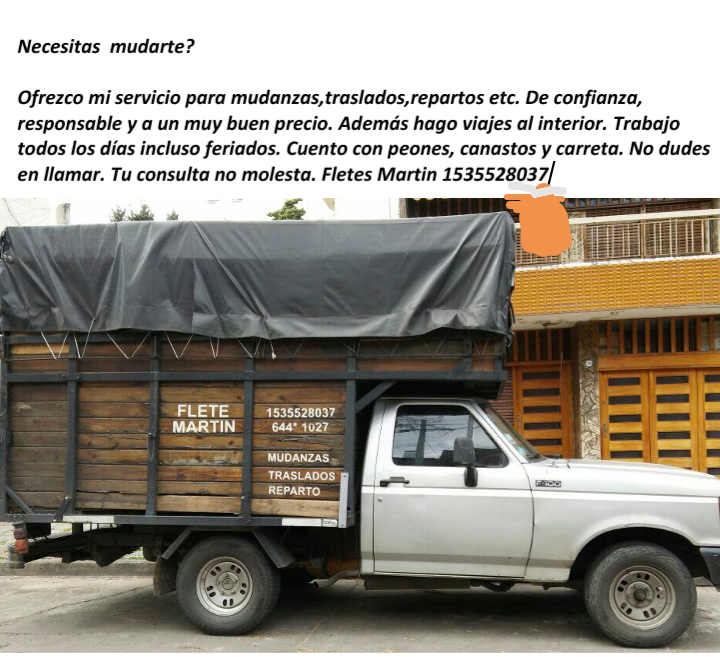 Necesitas mudarte?
Ofrezco mi servicio para mudanzas,traslados,repartos etc. De confianza,
responsable y a un muy buen precio. Además hago viajes al interior. Trabajo
todos los días incluso feriados. Cuento con peones, canastos y carreta. No dudes
en llamar. Tu consulta no molesta. Fletes Martin 1535528037
FLETE
MARTIN
1535528037
644* 1027
MUDANZAS
TRASLADOS
REPARTO
F-100